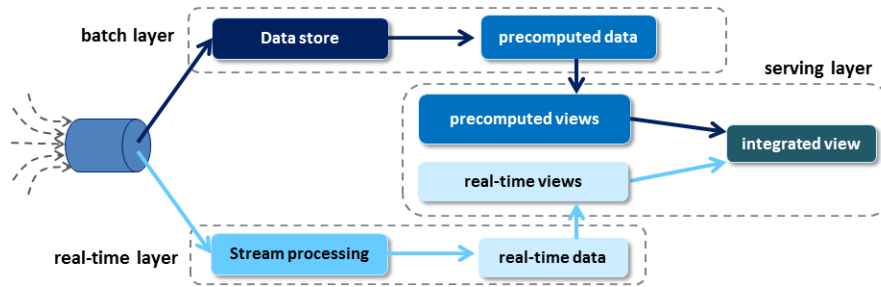 batch layer
Data store
precomputed data
serving layer
precomputed views
integrated view
real-time views
real-time layer
Stream processing
real-time data